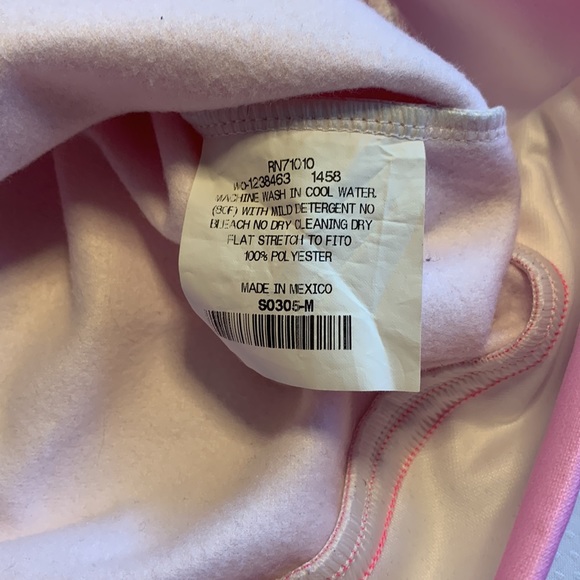 RN71010
WO-1238463 1458
MACHINE WASH IN COOL WATER.
(80F) WITH MILD DETERGENT NO
BLEACH NO DRY CLEANING DRY
FLAT STRETCH TO FITO
100% POLYESTER
MADE IN MEXICO
S0305-M